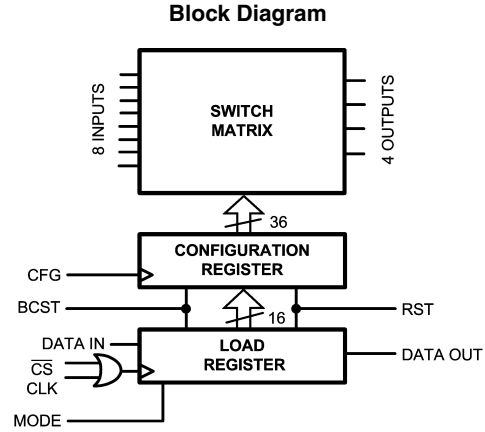 Block Diagram
8 INPUTS
SWITCH
MATRIX
4 OUTPUTS
36
CONFIGURATION
REGISTER
CFG
BCST
RST
16
DATA IN
LOAD
REGISTER
DATA OUT
C̅S̅
CLK
MODE